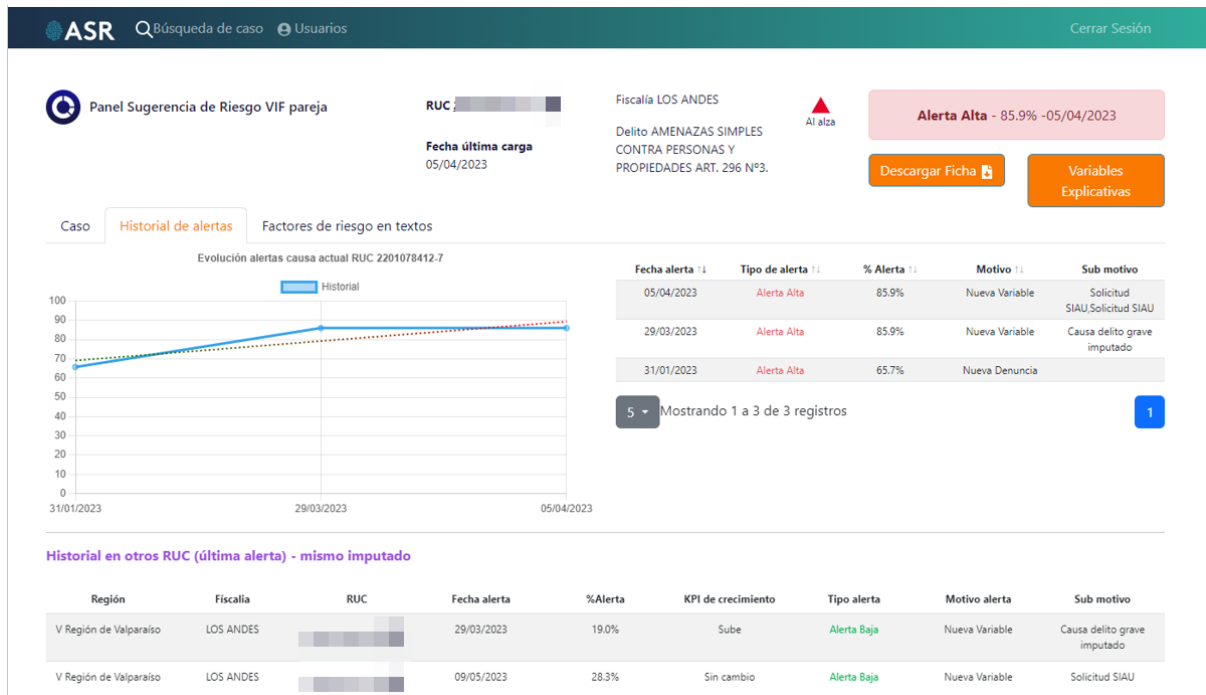 ASR Búsqueda de caso Usuarios Cerrar Sesión
Panel Sugerencia de Riesgo VIF pareja
RUC
Fecha última carga
05/04/2023
Fiscalía LOS ANDES
Delito AMENAZAS SIMPLES
CONTRA PERSONAS Y
PROPIEDADES ART. 296 Nº3.
Al alza
Alerta Alta - 85.9% -05/04/2023
Descargar Ficha
Variables
Explicativas
Caso Historial de alertas Factores de riesgo en textos
Evolución alertas causa actual RUC 2201078412-7
Historial
100
90
80
70
60
50
40
30
20
10
0
31/01/2023 29/03/2023 05/04/2023
Fecha alerta Tipo de alerta % Alerta Motivo Sub motivo
05/04/2023 Alerta Alta 85.9% Nueva Variable Solicitud
SIAU,Solicitud SIAU
29/03/2023 Alerta Alta 85.9% Nueva Variable Causa delito grave
imputado
31/01/2023 Alerta Alta 65.7% Nueva Denuncia
5 Mostrando 1 a 3 de 3 registros 1
Historial en otros RUC (última alerta) - mismo imputado
Región Fiscalia RUC Fecha alerta %Alerta KPI de crecimiento Tipo alerta Motivo alerta Sub motivo
V Región de Valparaíso LOS ANDES 29/03/2023 19.0% Sube Alerta Baja Nueva Variable Causa delito grave
imputado
V Región de Valparaíso LOS ANDES 09/05/2023 28.3% Sin cambio Alerta Baja Nueva Variable Solicitud SIAU